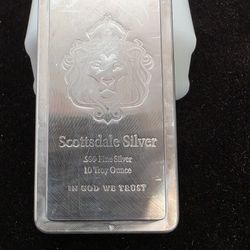 Scottsdale Silver
.999 Fine Silver
10 Troy Ounce
IN GOD WE TRUST